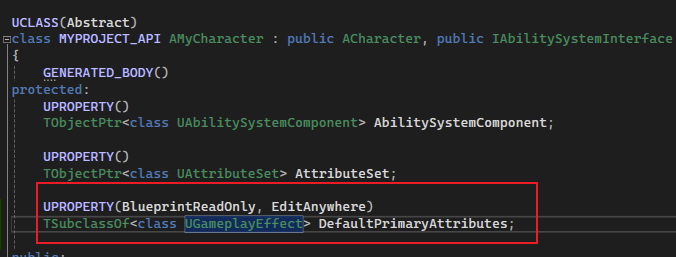 UCLASS(Abstract)
class MYPROJECT_API AMyCharacter : public ACharacter, public IAbilitySystemInterface
{
GENERATED_BODY()
protected:
UPROPERTY()
TObjectPtr<class UAbilitySystemComponent> AbilitySystemComponent;
UPROPERTY()
TObjectPtr<class UAttributeSet> AttributeSet;
UPROPERTY(BlueprintReadOnly, EditAnywhere)
TSubclassOf<class UGameplayEffect> DefaultPrimaryAttributes;
public: